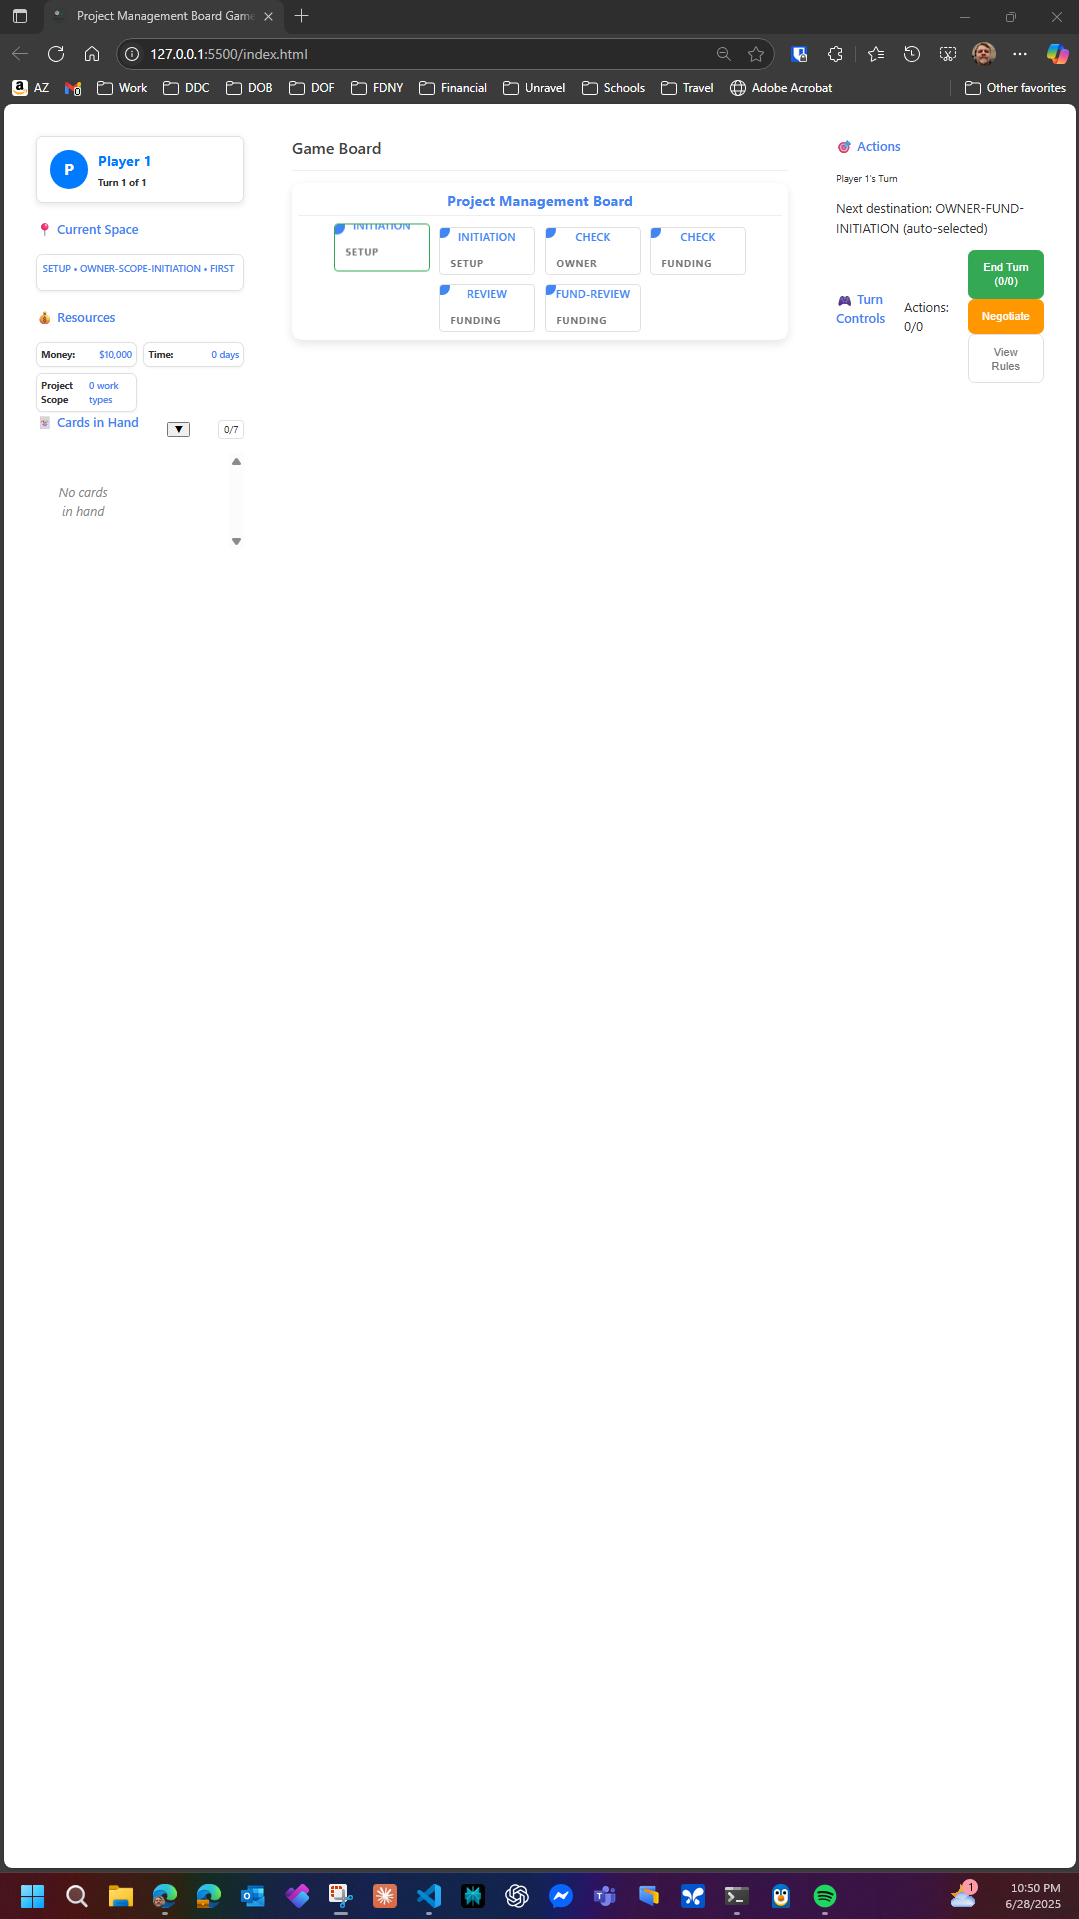 Project Management Board Game
127.0.0.1:5500/index.html
AZ
Work
DDC
DOB
DOF
FDNY
Financial
Unravel
Schools
Travel
Adobe Acrobat
Other favorites
P
Player 1
Turn 1 of 1
Current Space
SETUP • OWNER-SCOPE-INITIATION • FIRST
Resources
Money: $10,000
Time: 0 days
Project Scope
0 work types
Cards in Hand
▼
0/7
No cards
in hand
Game Board
Project Management Board
INITIATION
SETUP
INITIATION
SETUP
CHECK
OWNER
CHECK
FUNDING
REVIEW
FUNDING
FUND-REVIEW
FUNDING
Actions
Player 1's Turn
Next destination: OWNER-FUND-
INITIATION (auto-selected)
Turn
Controls
Actions:
0/0
End Turn
(0/0)
Negotiate
View
Rules
1
10:50 PM
6/28/2025